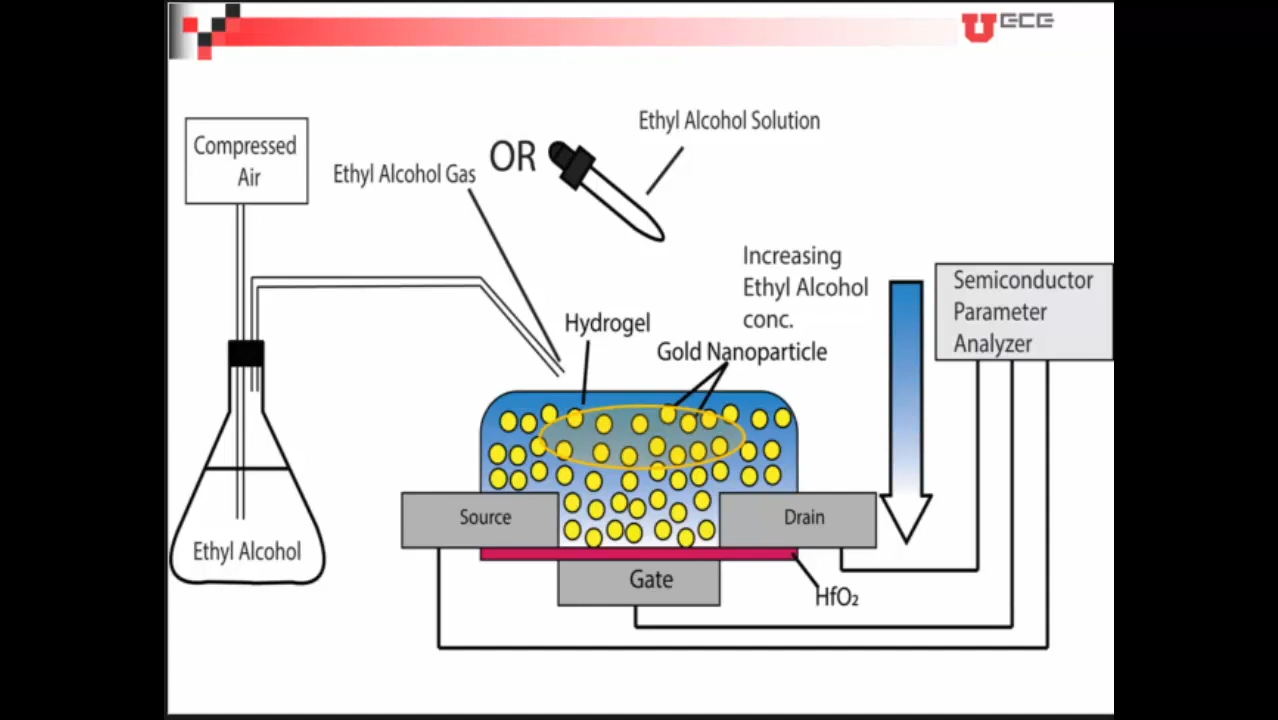 U ECE
Ethyl Alcohol Solution
Compressed
Air
OR
Ethyl Alcohol Gas
Increasing
Ethyl Alcohol
conc.
Semiconductor
Parameter
Analyzer
Hydrogel
Gold Nanoparticle
Source
Drain
Ethyl Alcohol
Gate
HfO₂